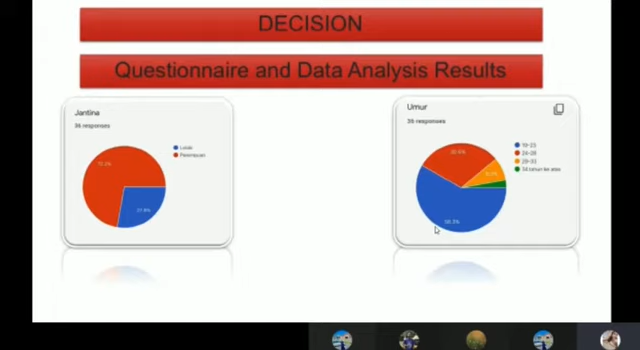 DECISION
Questionnaire and Data Analysis Results
Jantina
36 responses
Lelaki
Perempuan
72.2%
27.8%
Umur
36 responses
19-23
24-28
29-33
34 tahun ke atas
58.3%